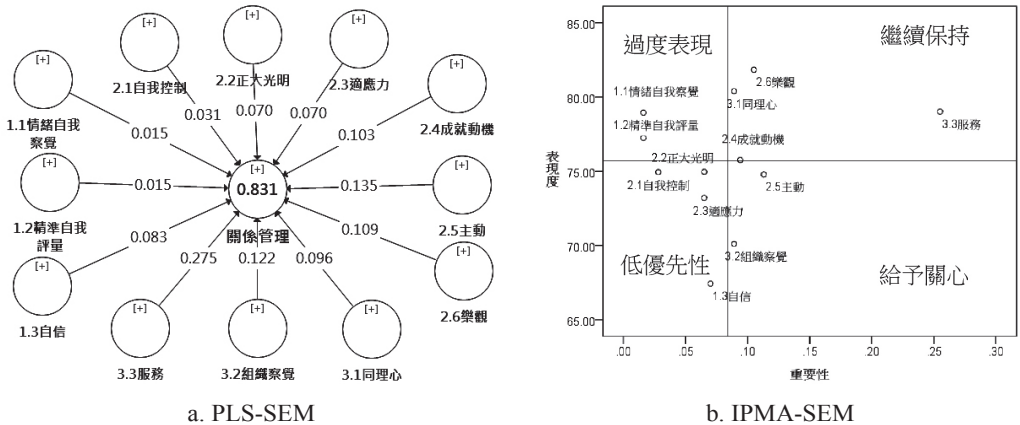 [+]
[+]
[+]
[+]
2.1自我控制
2.2正大光明
2.3適應力
[+]
1.1情緒自我
察覺
0.031
0.070
0.070
2.4成就動機
0.015
0.103
[+]
[+]
0.831
[+]
0.015
0.135
關係管理
1.2精準自我
評量
2.5主動
0.083
0.109
0.275
0.122
0.096
[+]
[+]
1.3自信
2.6樂觀
[+]
[+]
[+]
3.3服務
3.2組織察覺
3.1同理心
a. PLS-SEM
85.00
80.00
75.00
70.00
65.00
表現度
過度表現
繼續保持
2.6樂觀
1.1情緒自我察覺
3.1同理心
3.3服務
1.2精準自我評量
2.4成就動機
2.2正大光明
2.1自我控制
2.5主動
2.3適應力
3.2組織察覺
低優先性
給予關心
1.3自信
.00 .05 .10 .15 .20 .25 .30
重要性
b. IPMA-SEM